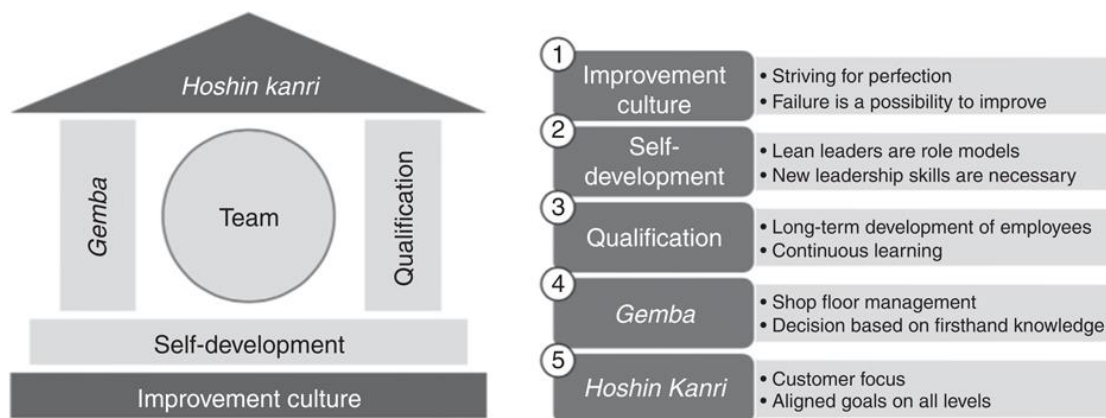 Hoshin kanri
Gemba
Team
Qualification
Self-development
Improvement culture
1
Improvement
culture
• Striving for perfection
• Failure is a possibility to improve
2
Self-
development
• Lean leaders are role models
• New leadership skills are necessary
3
Qualification
• Long-term development of employees
• Continuous learning
4
Gemba
• Shop floor management
• Decision based on firsthand knowledge
5
Hoshin Kanri
• Customer focus
• Aligned goals on all levels